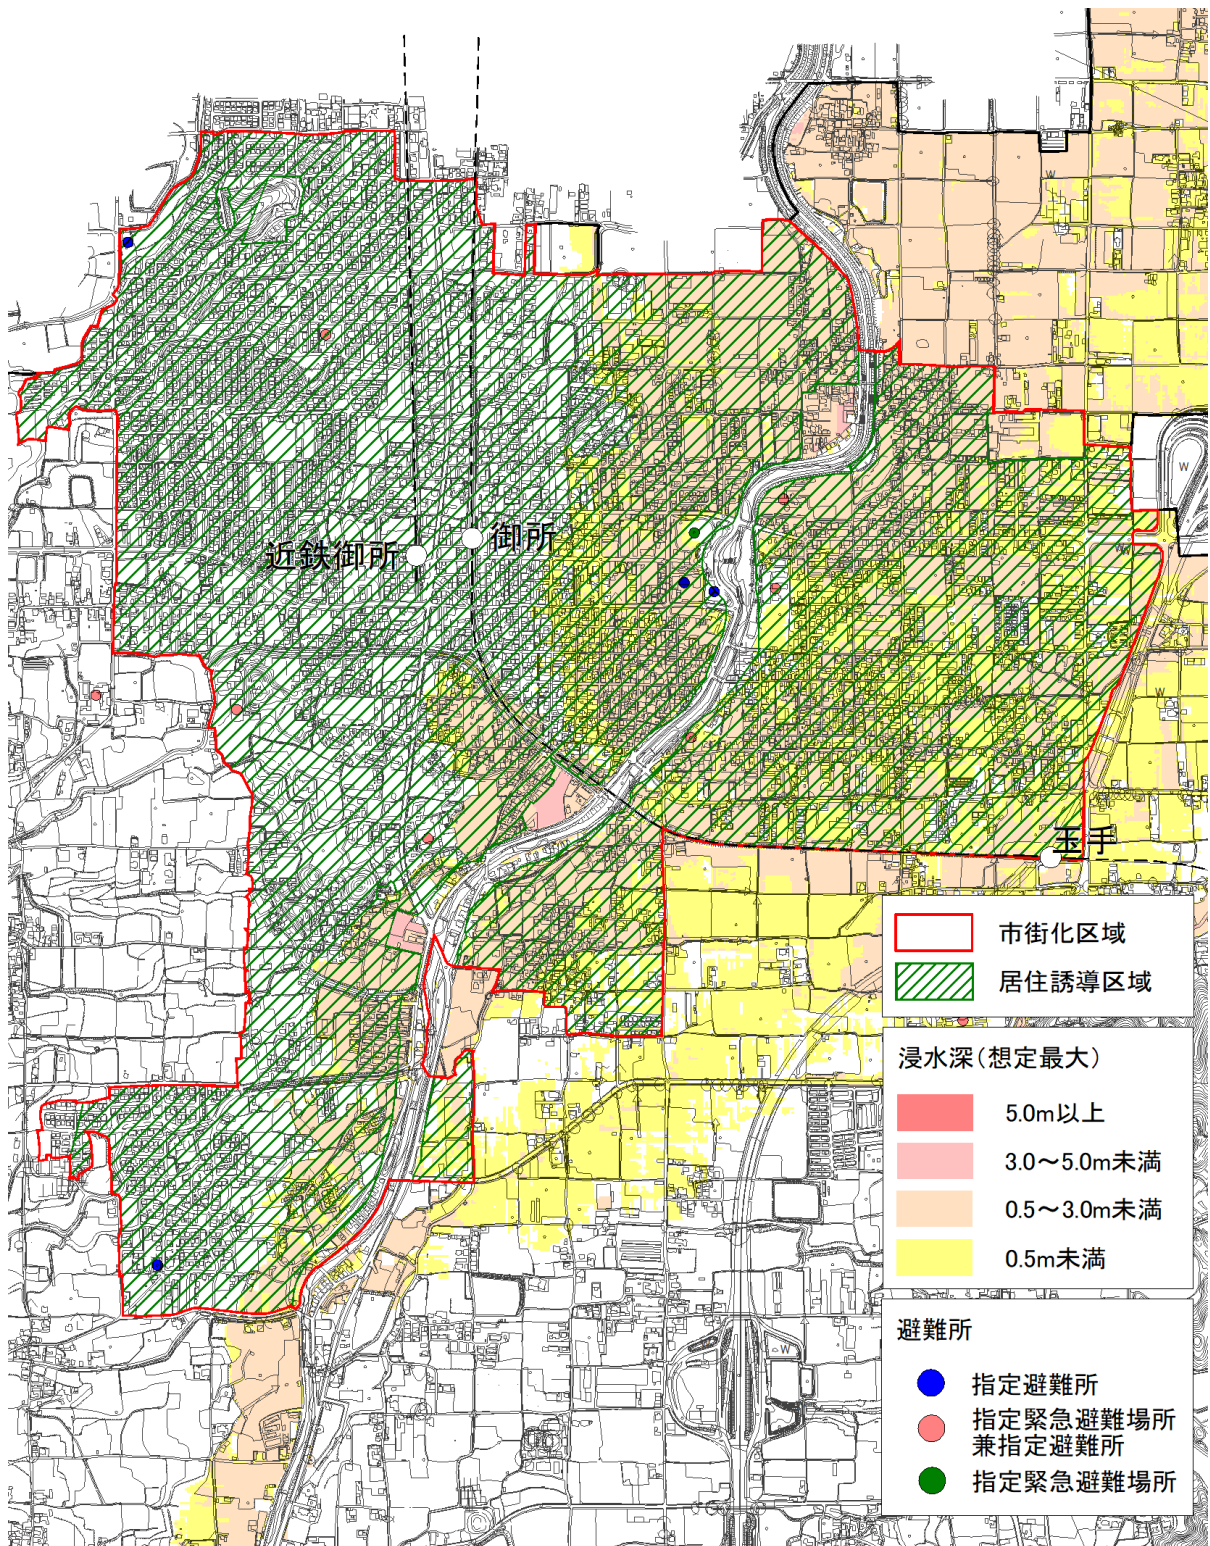 W
W
近鉄御所
御所
W
W
玉手
市街化区域
居住誘導区域
浸水深(想定最大)
5.0m以上
3.0～5.0m未満
0.5～3.0m未満
0.5m未満
避難所
W
指定避難所
指定緊急避難場所
兼指定避難所
指定緊急避難場所